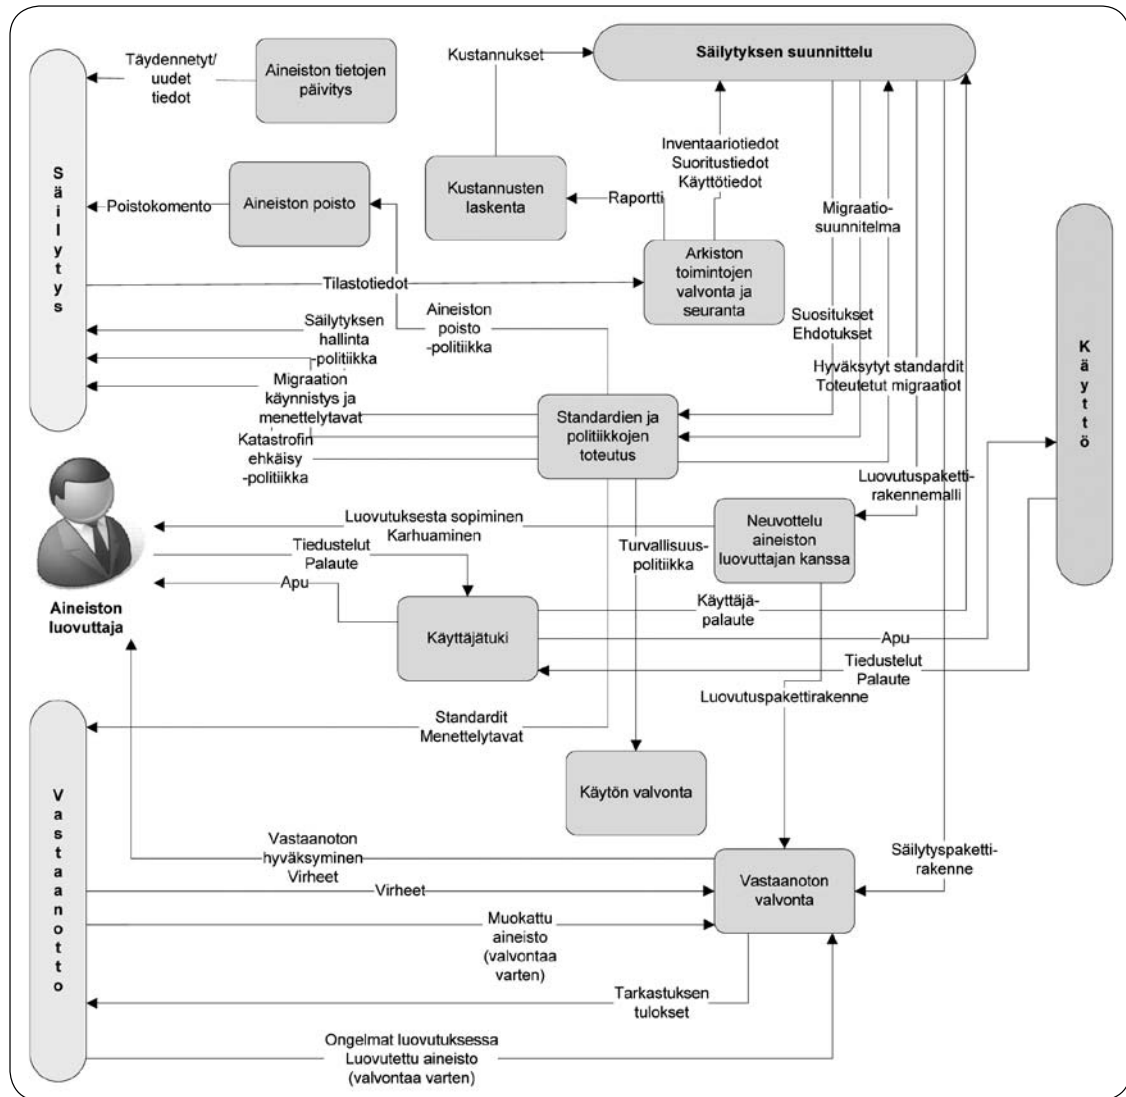 Säilytyksen suunnittelu
Kustannukset
Täydennetyt/
uudet
tiedot
Aineiston tietojen
päivitys
Säilytys
Inventaariotiedot
Suoritustiedot
Käyttötiedot
Kustannusten
laskenta
Raportti
Poistokomento
Aineiston poisto
Migraatio-
suunnitelma
Arkiston
toimintojen
valvonta ja
seuranta
Tilastotiedot
Aineiston
poisto
-politiikka
Säilytyksen
hallinta
-politiikka
Suositukset
Ehdotukset
Käyttö
Hyväksytyt standardit
Toteutetut migraatiot
Migraation
käynnistys ja
menettelytavat
Standardien ja
politiikkojen
toteutus
Katastrofin
ehkäisy
-politiikka
Luovutuspaketti-
rakennemalli
Luovutuksesta sopiminen
Karhuaminen
Neuvottelu
aineiston
luovuttajan kanssa
Tiedustelut
Palaute
Turvallisuus-
politiikka
Apu
Aineiston
luovuttaja
Käyttäjätuki
Käyttäjä-
palaute
Apu
Tiedustelut
Palaute
Luovutuspakettirakenne
Standardit
Menettelytavat
Vastaanotto
Käytön valvonta
Vastaanoton
hyväksyminen
Virheet
Säilytyspaketti-
rakenne
Vastaanoton
valvonta
Virheet
Muokattu
aineisto
(valvontaa
varten)
Tarkastuksen
tulokset
Ongelmat luovutuksessa
Luovutettu aineisto
(valvontaa varten)